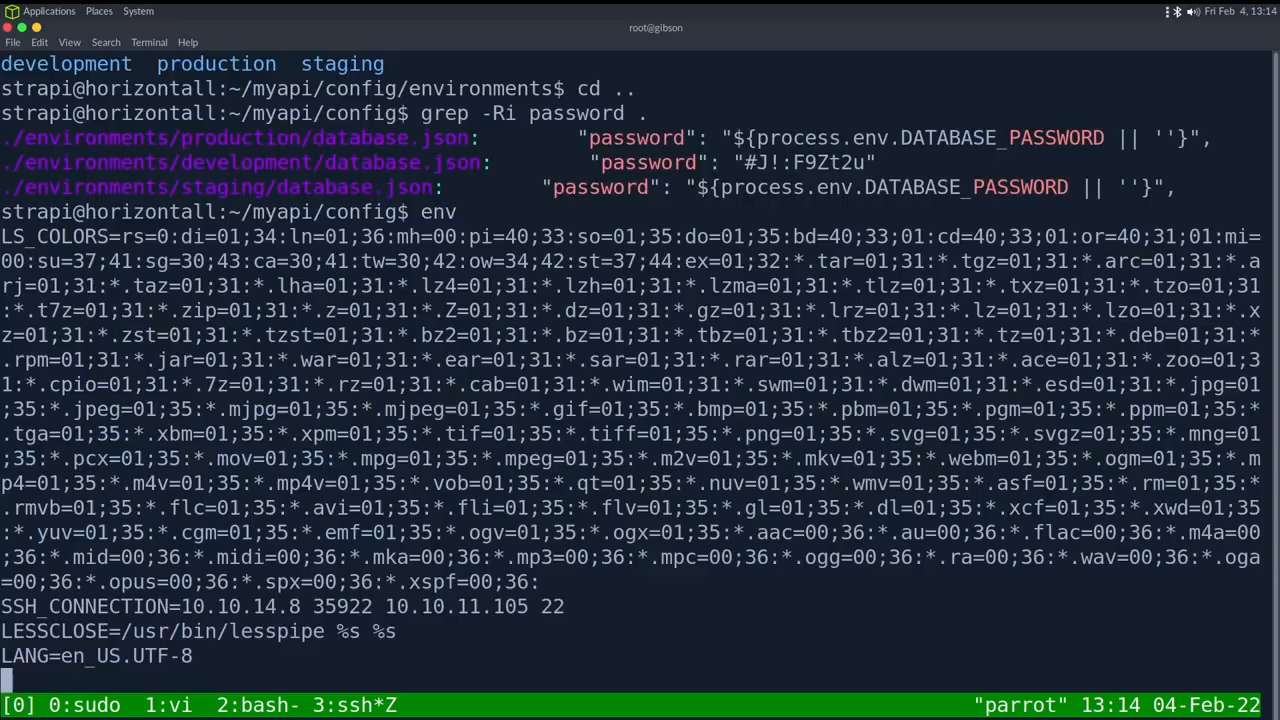 Applications Places System Fri Feb 4, 13:14
root@gibson
File Edit View Search Terminal Help
development production staging
strapi@horizontall:~/myapi/config/environments$ cd ..
strapi@horizontall:~/myapi/config$ grep -Ri password .
./environments/production/database.json: "password": "${process.env.DATABASE_PASSWORD || ''}",
./environments/development/database.json: "password": "#J!:F9Zt2u"
./environments/staging/database.json: "password": "${process.env.DATABASE_PASSWORD || ''}",
strapi@horizontall:~/myapi/config$ env
LS_COLORS=rs=0:di=01;34:ln=01;36:mh=00:pi=40;33:so=01;35:do=01;35:bd=40;33;01:cd=40;33;01:or=40;31;01:mi=
00:su=37;41:sg=30;43:ca=30;41:tw=30;42:ow=34;42:st=37;44:ex=01;32:*.tar=01;31:*.tgz=01;31:*.arc=01;31:*.a
rj=01;31:*.taz=01;31:*.lha=01;31:*.lz4=01;31:*.lzh=01;31:*.lzma=01;31:*.tlz=01;31:*.txz=01;31:*.tzo=01;31
:*.t7z=01;31:*.zip=01;31:*.z=01;31:*.Z=01;31:*.dz=01;31:*.gz=01;31:*.lrz=01;31:*.lz=01;31:*.lzo=01;31:*.x
z=01;31:*.zst=01;31:*.tzst=01;31:*.bz2=01;31:*.bz=01;31:*.tbz=01;31:*.tbz2=01;31:*.tz=01;31:*.deb=01;31:*
.rpm=01;31:*.jar=01;31:*.war=01;31:*.ear=01;31:*.sar=01;31:*.rar=01;31:*.alz=01;31:*.ace=01;31:*.zoo=01;3
1:*.cpio=01;31:*.7z=01;31:*.rz=01;31:*.cab=01;31:*.wim=01;31:*.swm=01;31:*.dwm=01;31:*.esd=01;31:*.jpg=01
;35:*.jpeg=01;35:*.mjpg=01;35:*.mjpeg=01;35:*.gif=01;35:*.bmp=01;35:*.pbm=01;35:*.pgm=01;35:*.ppm=01;35:*
.tga=01;35:*.xbm=01;35:*.xpm=01;35:*.tif=01;35:*.tiff=01;35:*.png=01;35:*.svg=01;35:*.svgz=01;35:*.mng=01
;35:*.pcx=01;35:*.mov=01;35:*.mpg=01;35:*.mpeg=01;35:*.m2v=01;35:*.mkv=01;35:*.webm=01;35:*.ogm=01;35:*.m
p4=01;35:*.m4v=01;35:*.mp4v=01;35:*.vob=01;35:*.qt=01;35:*.nuv=01;35:*.wmv=01;35:*.asf=01;35:*.rm=01;35:*
.rmvb=01;35:*.flc=01;35:*.avi=01;35:*.fli=01;35:*.flv=01;35:*.gl=01;35:*.dl=01;35:*.xcf=01;35:*.xwd=01;35
:*.yuv=01;35:*.cgm=01;35:*.emf=01;35:*.ogv=01;35:*.ogx=01;35:*.aac=00;36:*.au=00;36:*.flac=00;36:*.m4a=00
;36:*.mid=00;36:*.midi=00;36:*.mka=00;36:*.mp3=00;36:*.mpc=00;36:*.ogg=00;36:*.ra=00;36:*.wav=00;36:*.oga
=00;36:*.opus=00;36:*.spx=00;36:*.xspf=00;36:
SSH_CONNECTION=10.10.14.8 35922 10.10.11.105 22
LESSCLOSE=/usr/bin/lesspipe %s %s
LANG=en_US.UTF-8
[0] 0:sudo 1:vi 2:bash- 3:ssh*Z "parrot" 13:14 04-Feb-22